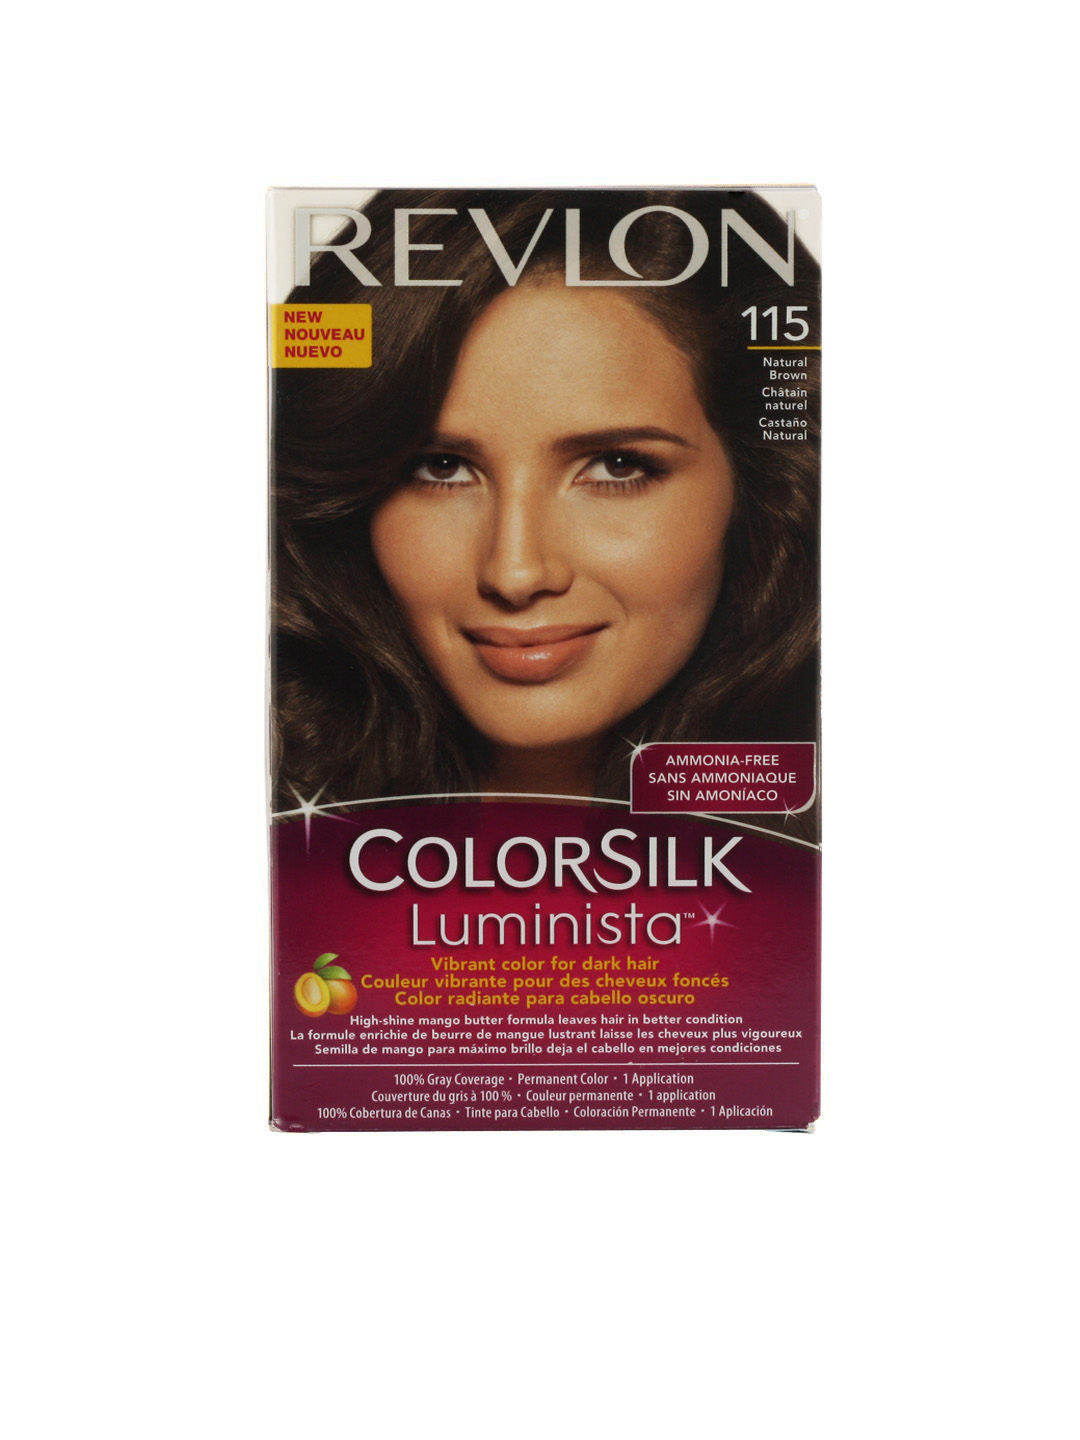 REVLON
NEW
NOUVEAU
NUEVO
115
Natural
Brown
Châtain
naturel
Castaño
Natural
AMMONIA-FREE
SANS AMMONIAQUE
SIN AMONÍACO
COLORSILK
Luminista™
Vibrant color for dark hair
Couleur vibrante pour des cheveux foncés
Color radiante para cabello oscuro
High-shine mango butter formula leaves hair in better condition
La formule enrichie de beurre de mangue lustrant laisse les cheveux plus vigoureux
Semilla de mango para máximo brillo deja el cabello en mejores condiciones
100% Gray Coverage · Permanent Color · 1 Application
Couverture du gris à 100 % · Couleur permanente · 1 application
100% Cobertura de Canas · Tinte para Cabello · Coloración Permanente · 1 Aplicación